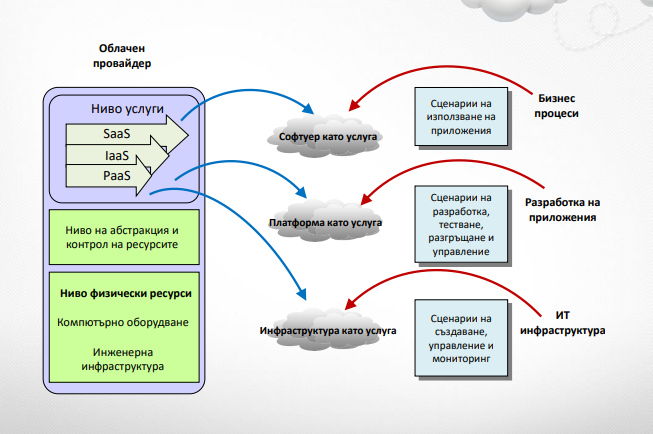 Облачен
провайдер
Ниво услуги
SaaS
IaaS
PaaS
Ниво на абстракция и
контрол на ресурсите
Ниво физически ресурси
Компютърно оборудване
Инженерна
инфраструктура
Софтуер като услуга
Платформа като услуга
Инфраструктура като услуга
Сценарии на
използване на
приложения
Сценарии на
разработка,
тестване,
разгръщане и
управление
Сценарии на
създаване,
управление и
мониторинг
Бизнес
процеси
Разработка на
приложения
ИТ
инфраструктура